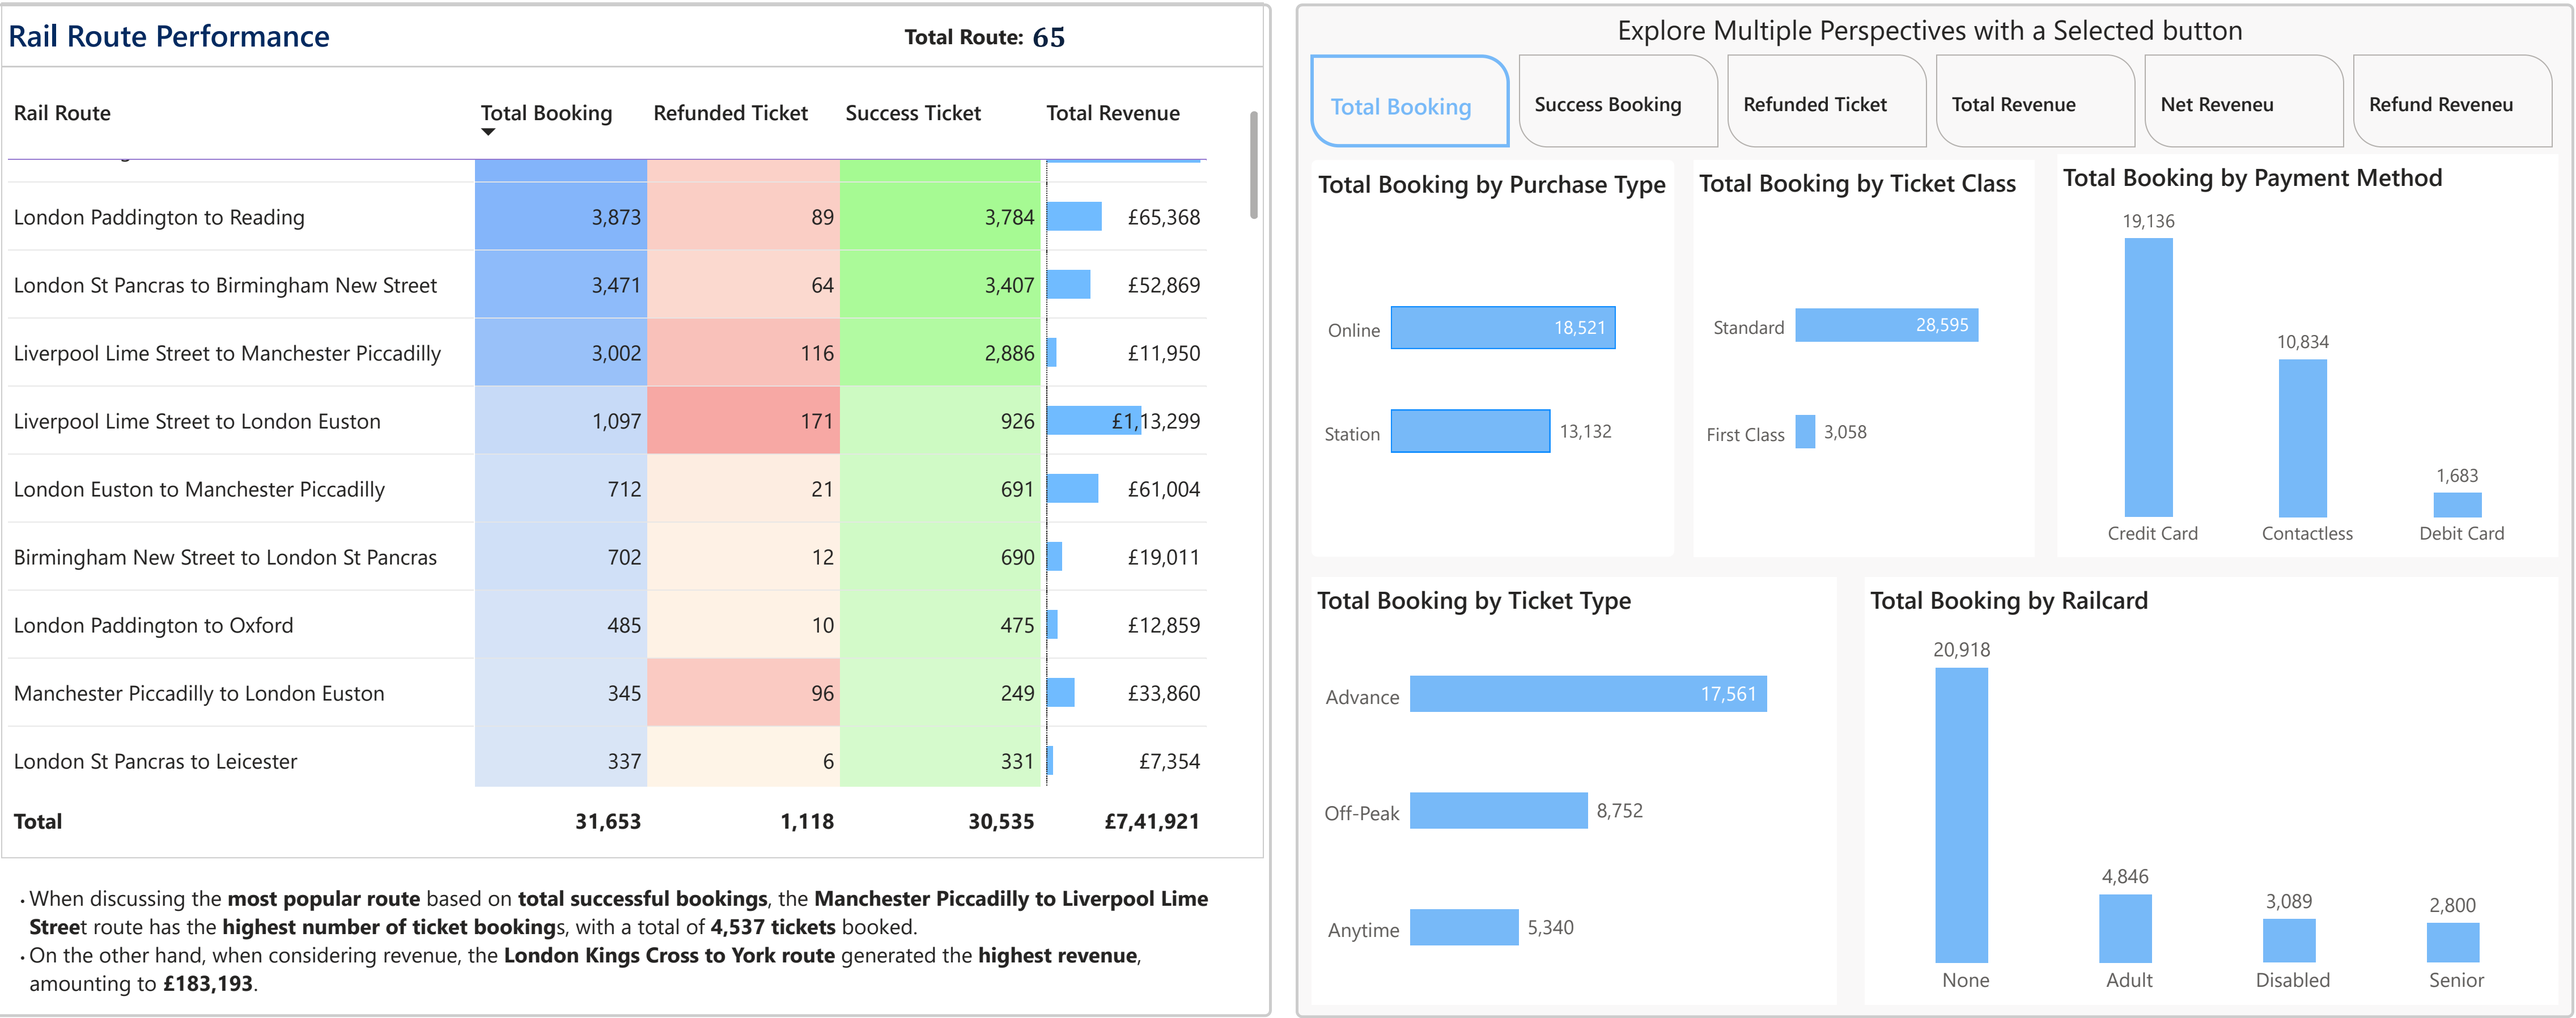 Rail Route Performance
Total Route: 65
Rail Route Total Booking Refunded Ticket Success Ticket Total Revenue
London Paddington to Reading 3,873 89 3,784 £65,368
London St Pancras to Birmingham New Street 3,471 64 3,407 £52,869
Liverpool Lime Street to Manchester Piccadilly 3,002 116 2,886 £11,950
Liverpool Lime Street to London Euston 1,097 171 926 £1,13,299
London Euston to Manchester Piccadilly 712 21 691 £61,004
Birmingham New Street to London St Pancras 702 12 690 £19,011
London Paddington to Oxford 485 10 475 £12,859
Manchester Piccadilly to London Euston 345 96 249 £33,860
London St Pancras to Leicester 337 6 331 £7,354
Total 31,653 1,118 30,535 £7,41,921
• When discussing the most popular route based on total successful bookings, the Manchester Piccadilly to Liverpool Lime
Street route has the highest number of ticket bookings, with a total of 4,537 tickets booked.
• On the other hand, when considering revenue, the London Kings Cross to York route generated the highest revenue,
amounting to £183,193.
Explore Multiple Perspectives with a Selected button
Total Booking Success Booking Refunded Ticket Total Revenue Net Reveneu Refund Reveneu
Total Booking by Purchase Type
Online 18,521
Station 13,132
Total Booking by Ticket Class
Standard 28,595
First Class 3,058
Total Booking by Payment Method
19,136
10,834
1,683
Credit Card Contactless Debit Card
Total Booking by Ticket Type
Advance 17,561
Off-Peak 8,752
Anytime 5,340
Total Booking by Railcard
20,918
4,846
3,089
2,800
None Adult Disabled Senior